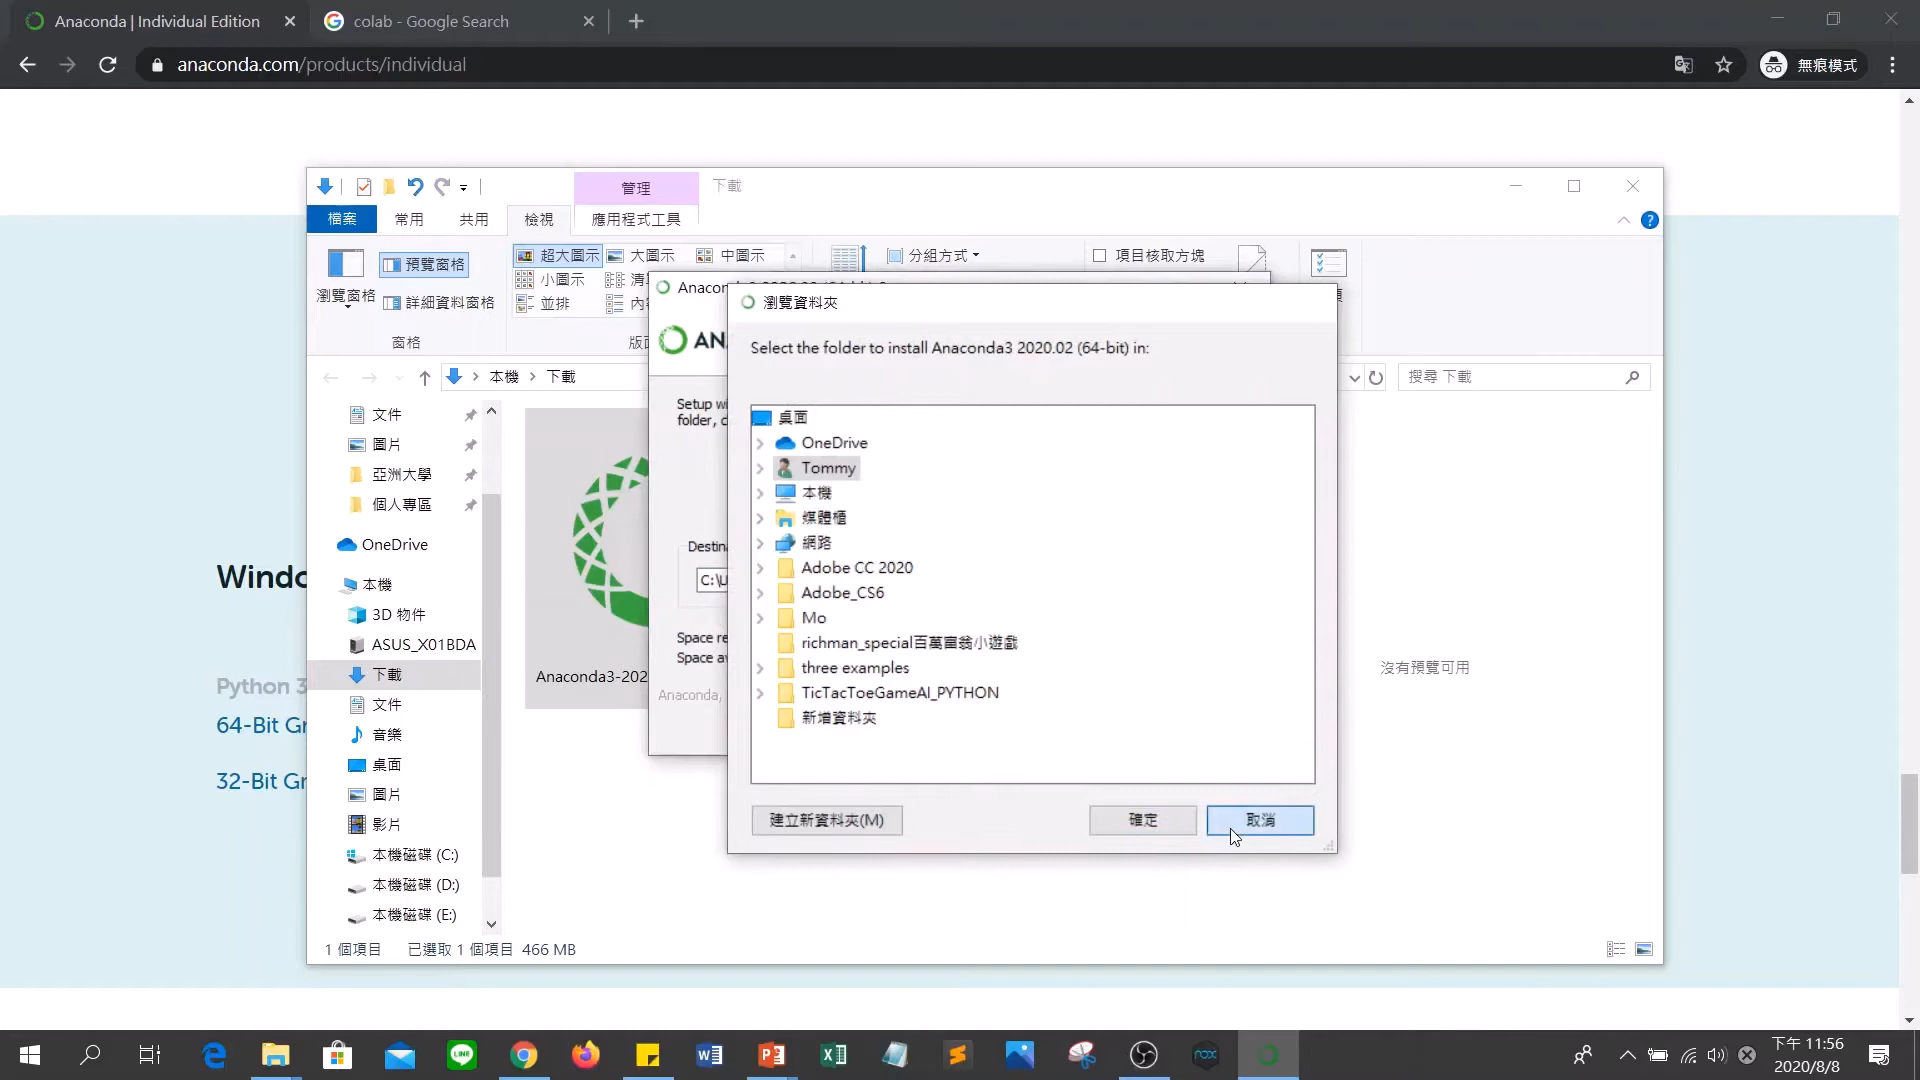 Anaconda | Individual Edition
colab - Google Search
anaconda.com/products/individual
無痕模式
管理
下載
檔案
常用
共用
檢視
應用程式工具
瀏覽窗格
預覽窗格
詳細資料窗格
窗格
超大圖示
大圖示
中圖示
小圖示
並排
分組方式
項目核取方塊
本機
下載
搜尋 下載
文件
圖片
亞洲大學
個人專區
OneDrive
本機
3D 物件
ASUS_X01BDA
下載
文件
音樂
桌面
圖片
影片
本機磁碟 (C:)
本機磁碟 (D:)
本機磁碟 (E:)
Anaconda3-202
沒有預覽可用
1 個項目
已選取 1 個項目 466 MB
Setup wi
folder, c
Destina
C:\U
Space re
Space av
Anaconda,
瀏覽資料夾
Select the folder to install Anaconda3 2020.02 (64-bit) in:
桌面
OneDrive
Tommy
本機
媒體櫃
網路
Adobe CC 2020
Adobe_CS6
Mo
richman_special百萬富翁小遊戲
three examples
TicTacToeGameAI_PYTHON
新增資料夾
建立新資料夾(M)
確定
取消
Windo
Python 3
64-Bit Gr
32-Bit Gr
下午 11:56
2020/8/8